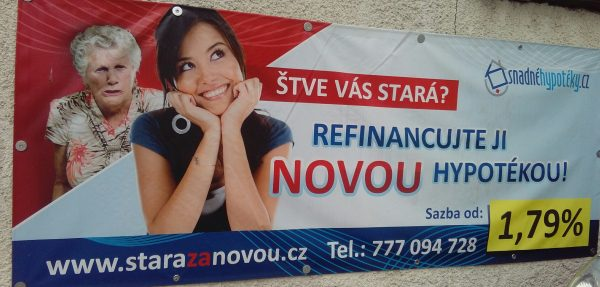 snadnéhypotéky.cz
ŠTVE VÁS STARÁ?
REFINANCUJTE JI
NOVOU HYPOTÉKOU!
Sazba od: 1,79%
www.starazanovou.cz Tel.: 777 094 728